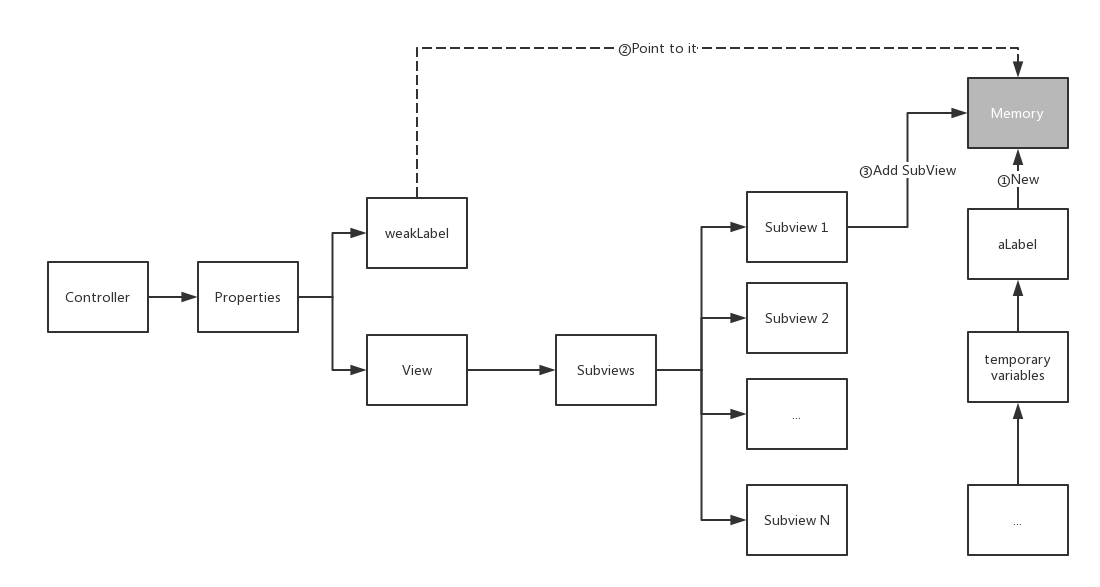 ②Point to it
Memory
③Add SubView
①New
Subview 1
weakLabel
aLabel
Controller
Properties
Subview 2
View
Subviews
temporary
variables
...
Subview N
...